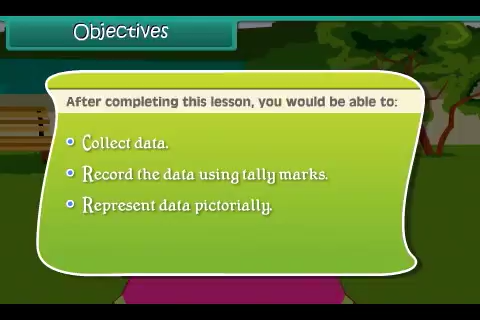 Objectives
After completing this lesson, you would be able to:
Collect data.
Record the data using tally marks.
Represent data pictorially.